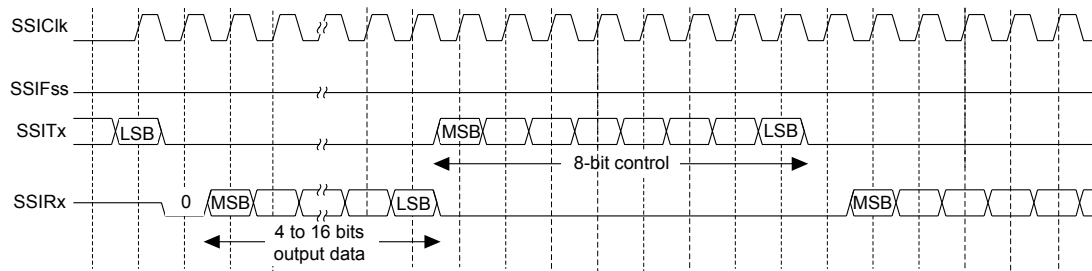 SSIClk
SSIFss
SSITx
LSB
MSB
LSB
8-bit control
SSIRx
0
MSB
LSB
MSB
4 to 16 bits
output data